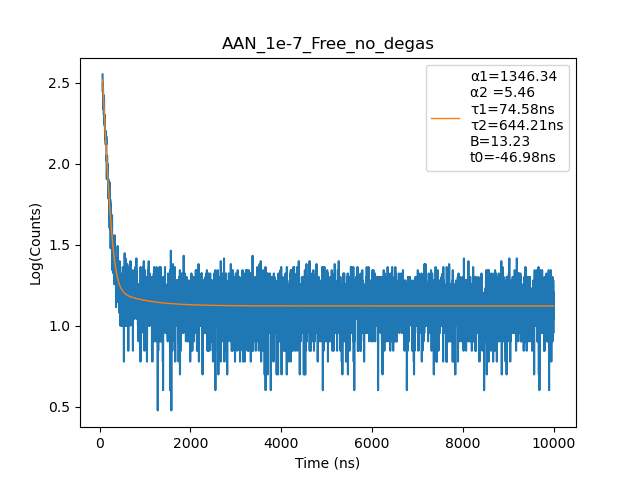 AAN_1e-7_Free_no_degas
α1=1346.34
α2 =5.46
τ1=74.58ns
τ2=644.21ns
B=13.23
t0=-46.98ns
Log(Counts)
2.5
2.0
1.5
1.0
0.5
0 2000 4000 6000 8000 10000
Time (ns)